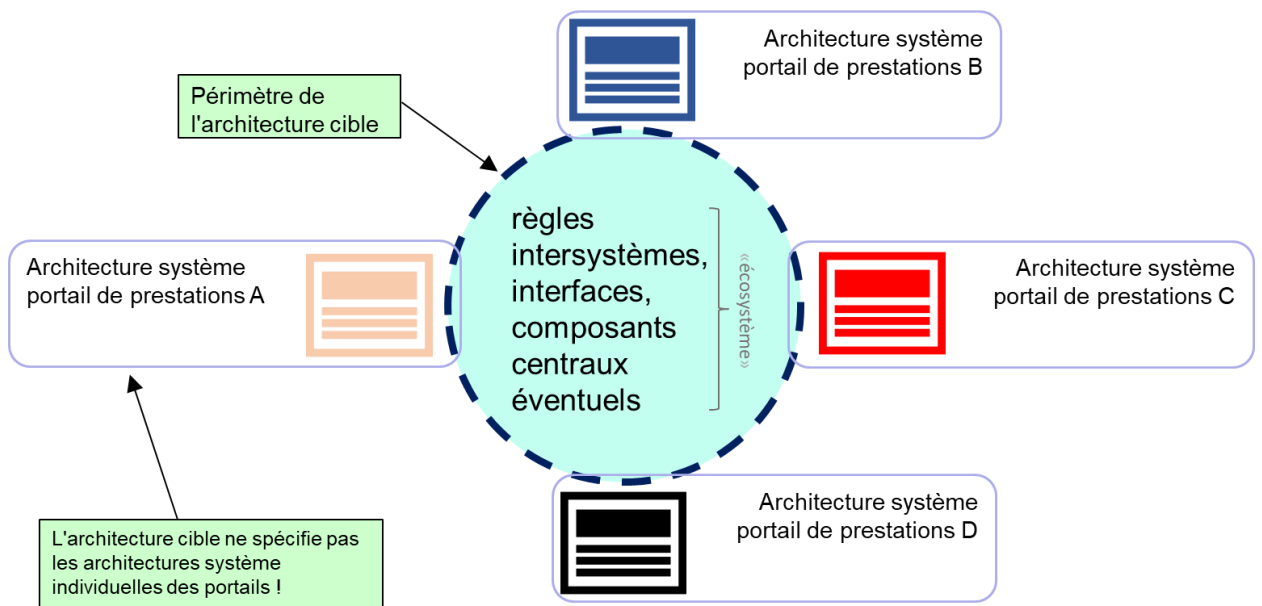 Architecture système
portail de prestations B
Périmètre de
l'architecture cible
règles
intersystèmes,
interfaces,
composants
centraux
éventuels
«écosystème»
Architecture système
portail de prestations A
Architecture système
portail de prestations C
Architecture système
portail de prestations D
L'architecture cible ne spécifie pas
les architectures système
individuelles des portails !